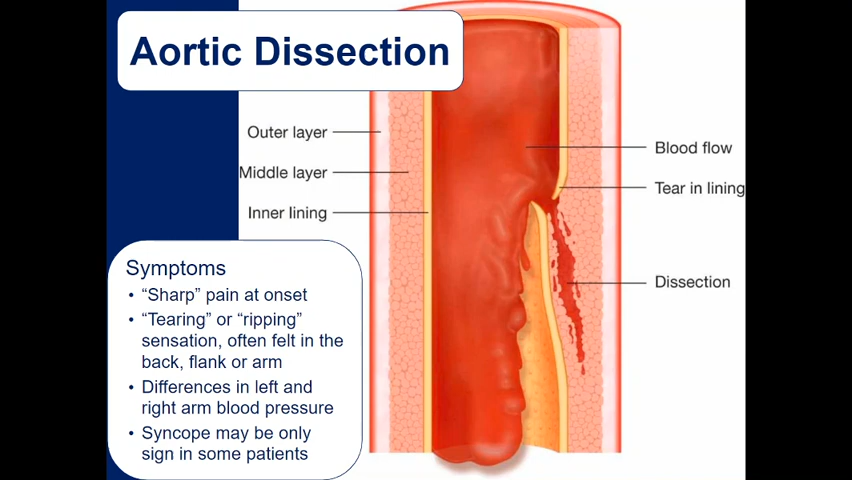 Aortic Dissection
Outer layer
Middle layer
Inner lining
Blood flow
Tear in lining
Dissection
Symptoms
• “Sharp” pain at onset
• “Tearing” or “ripping”
sensation, often felt in the
back, flank or arm
• Differences in left and
right arm blood pressure
• Syncope may be only
sign in some patients